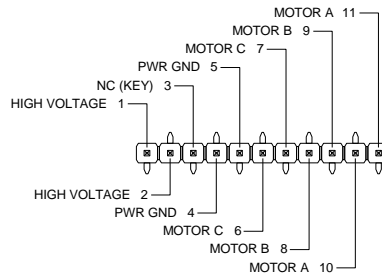 MOTOR A 11
MOTOR B 9
MOTOR C 7
PWR GND 5
NC (KEY) 3
HIGH VOLTAGE 1
HIGH VOLTAGE 2
PWR GND 4
MOTOR C 6
MOTOR B 8
MOTOR A 10